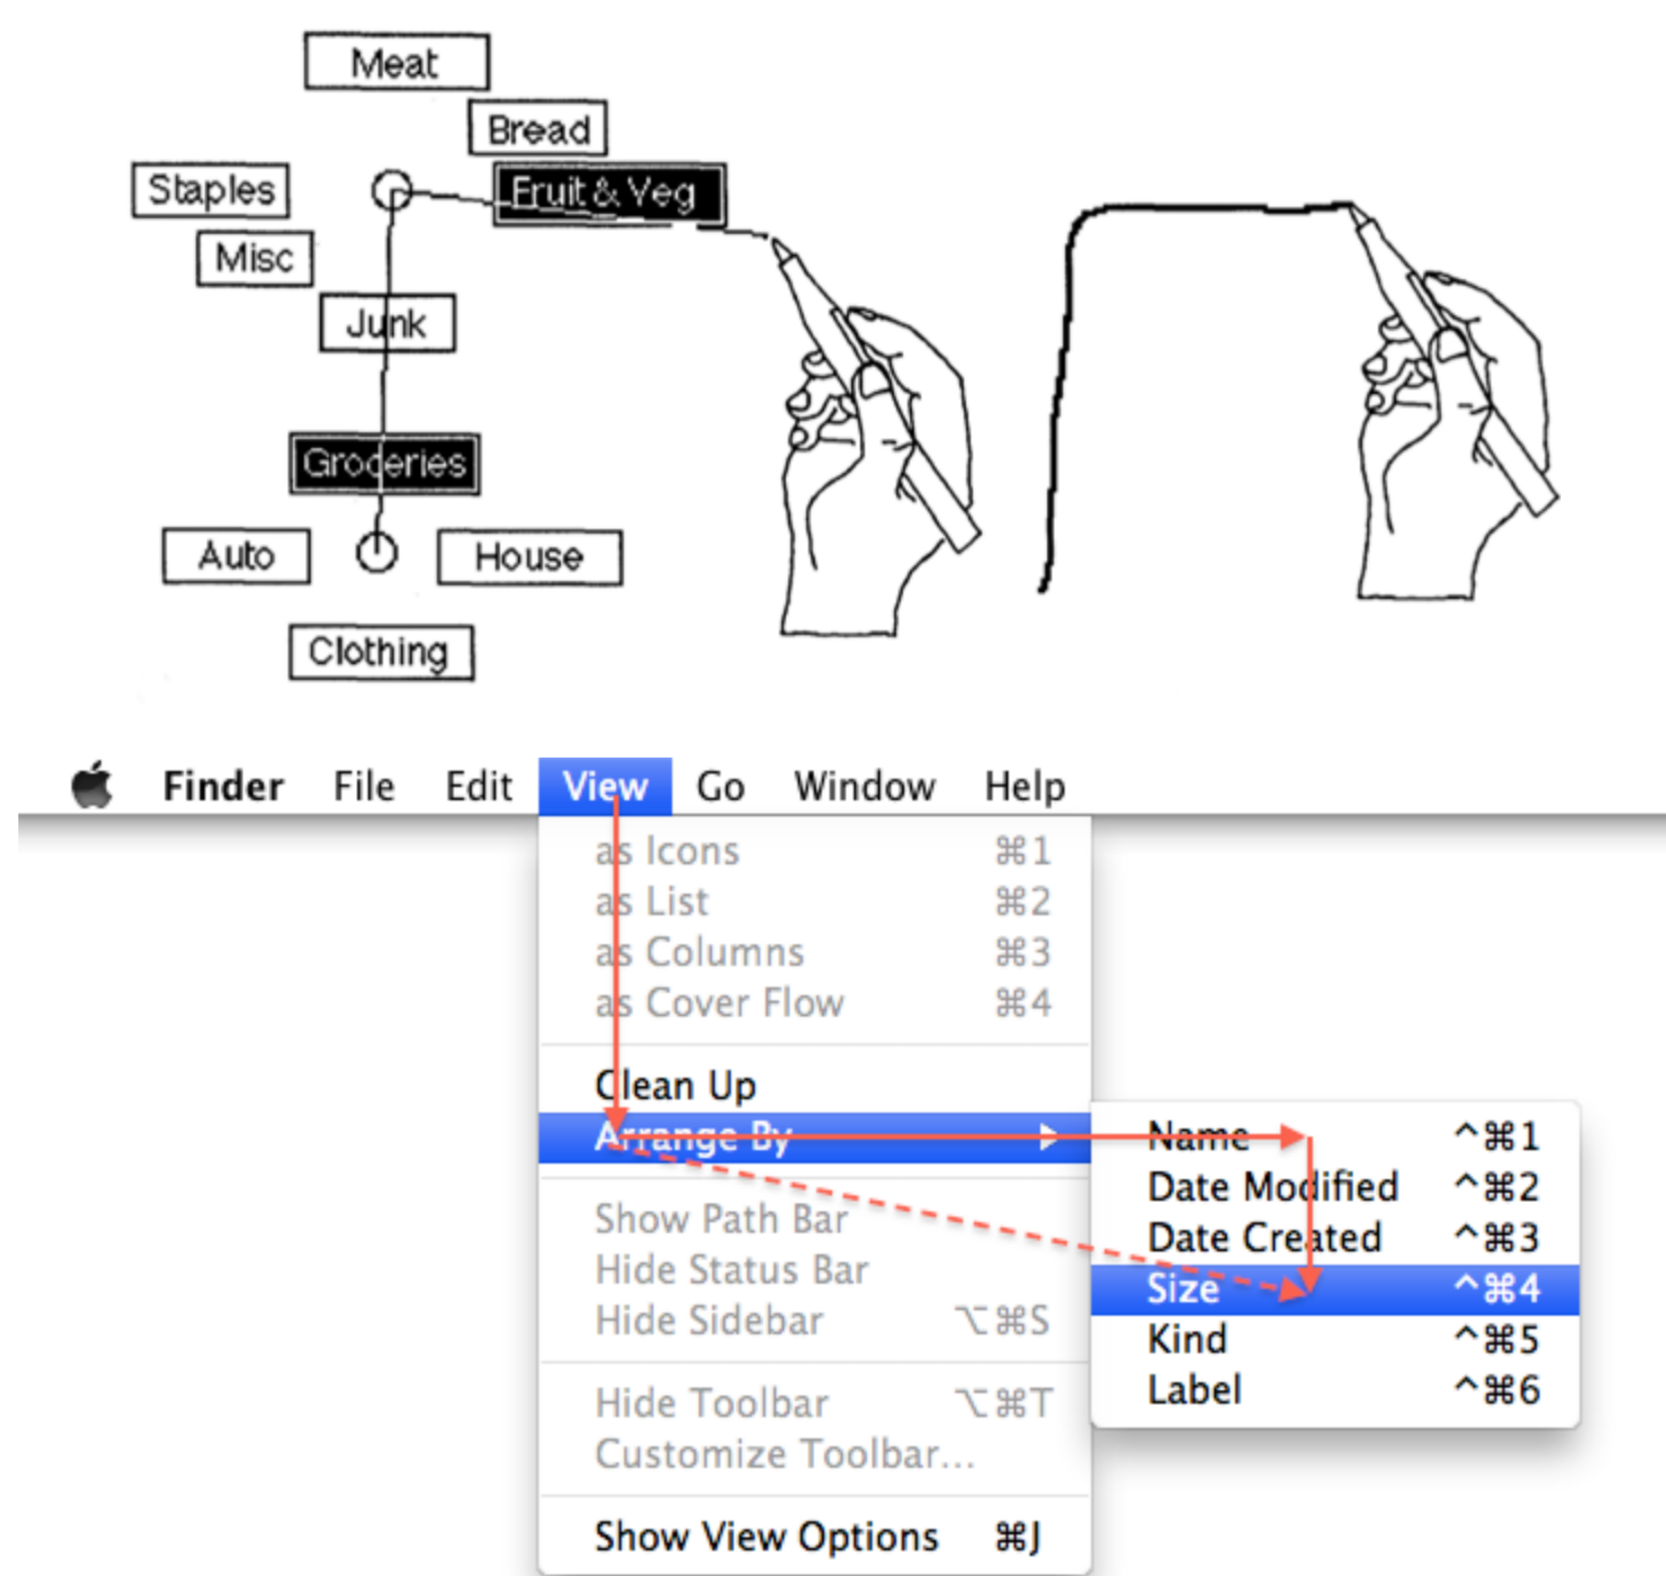 Meat
Bread
Staples
Fruit & Veg
Misc
Junk
Groceries
Auto
House
Clothing
Finder File Edit View Go Window Help
as Icons ⌘1
as List ⌘2
as Columns ⌘3
as Cover Flow ⌘4
Clean Up
Arrange By
Name ^⌘1
Date Modified ^⌘2
Date Created ^⌘3
Size ^⌘4
Kind ^⌘5
Label ^⌘6
Show Path Bar
Hide Status Bar
Hide Sidebar ⌥⌘S
Hide Toolbar ⌥⌘T
Customize Toolbar...
Show View Options ⌘J